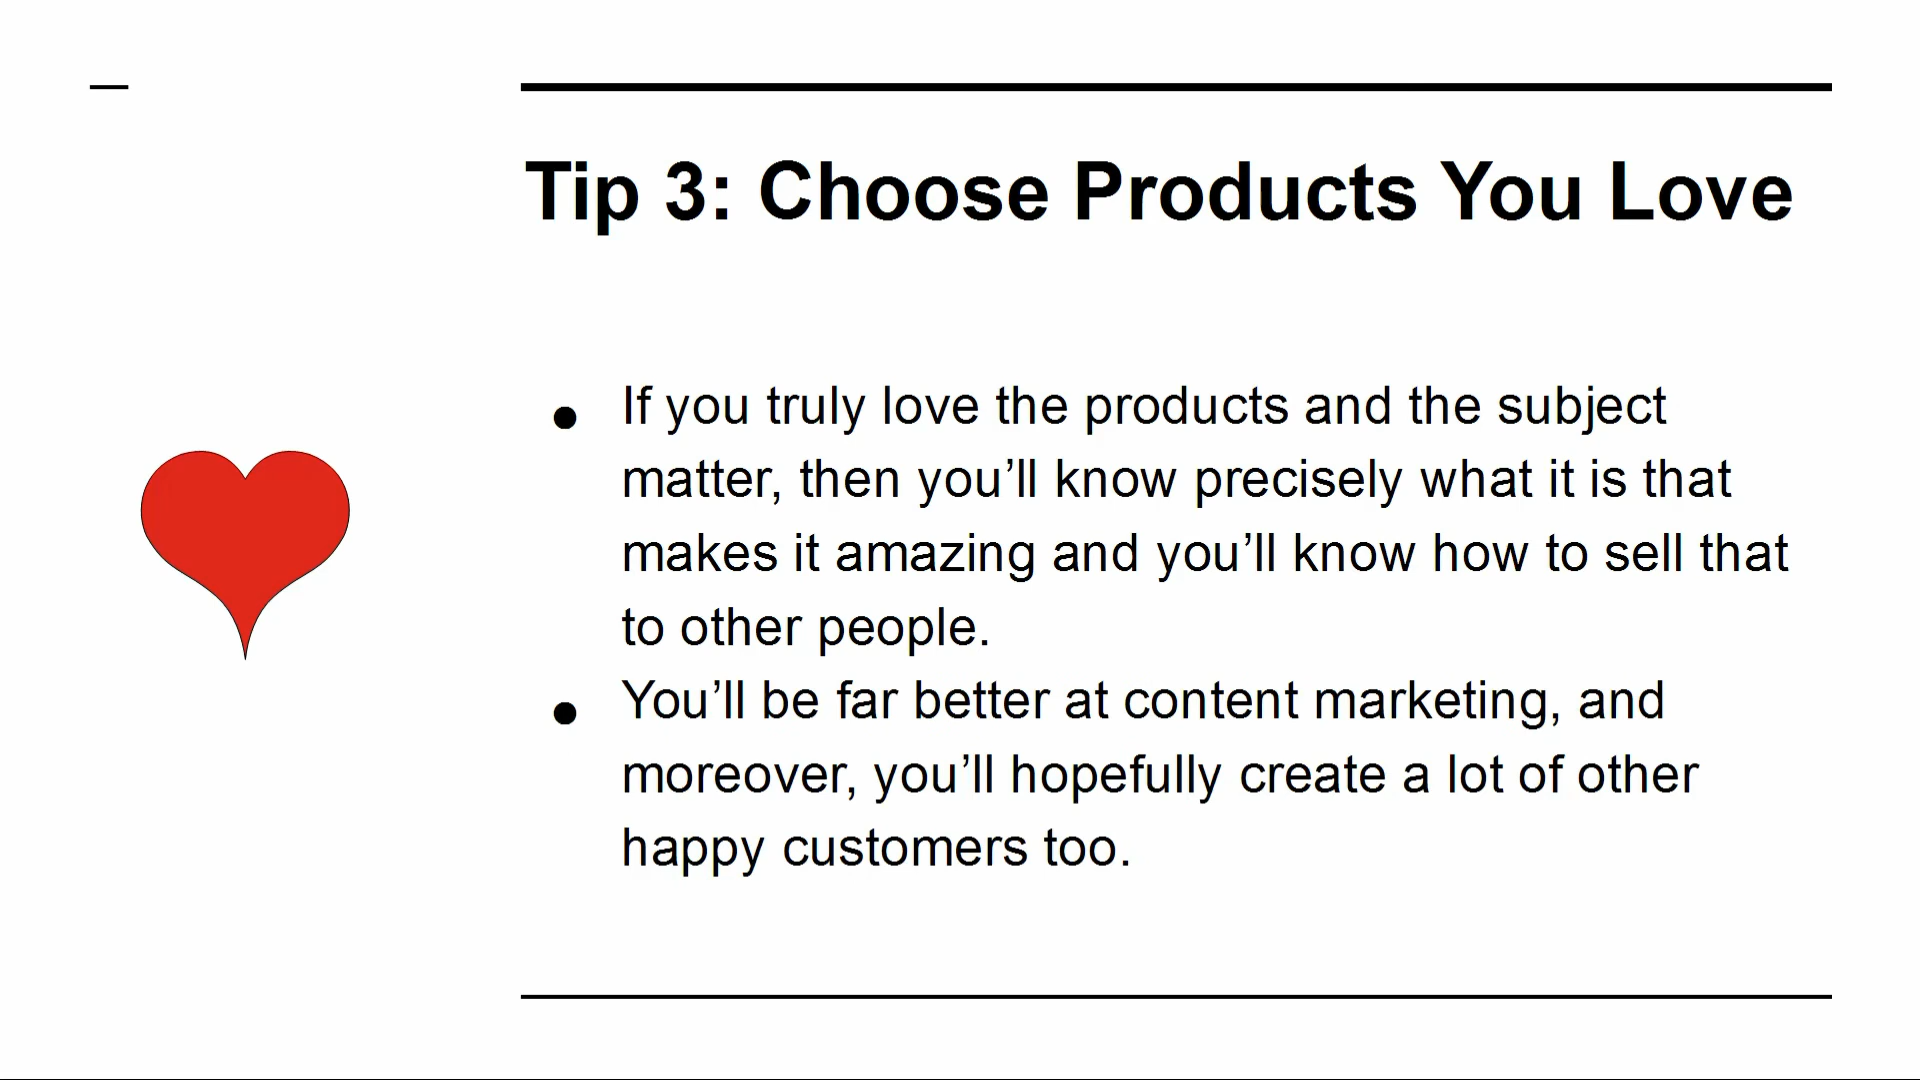 Tip 3: Choose Products You Love
● If you truly love the products and the subject
matter, then you’ll know precisely what it is that
makes it amazing and you’ll know how to sell that
to other people.
● You’ll be far better at content marketing, and
moreover, you’ll hopefully create a lot of other
happy customers too.